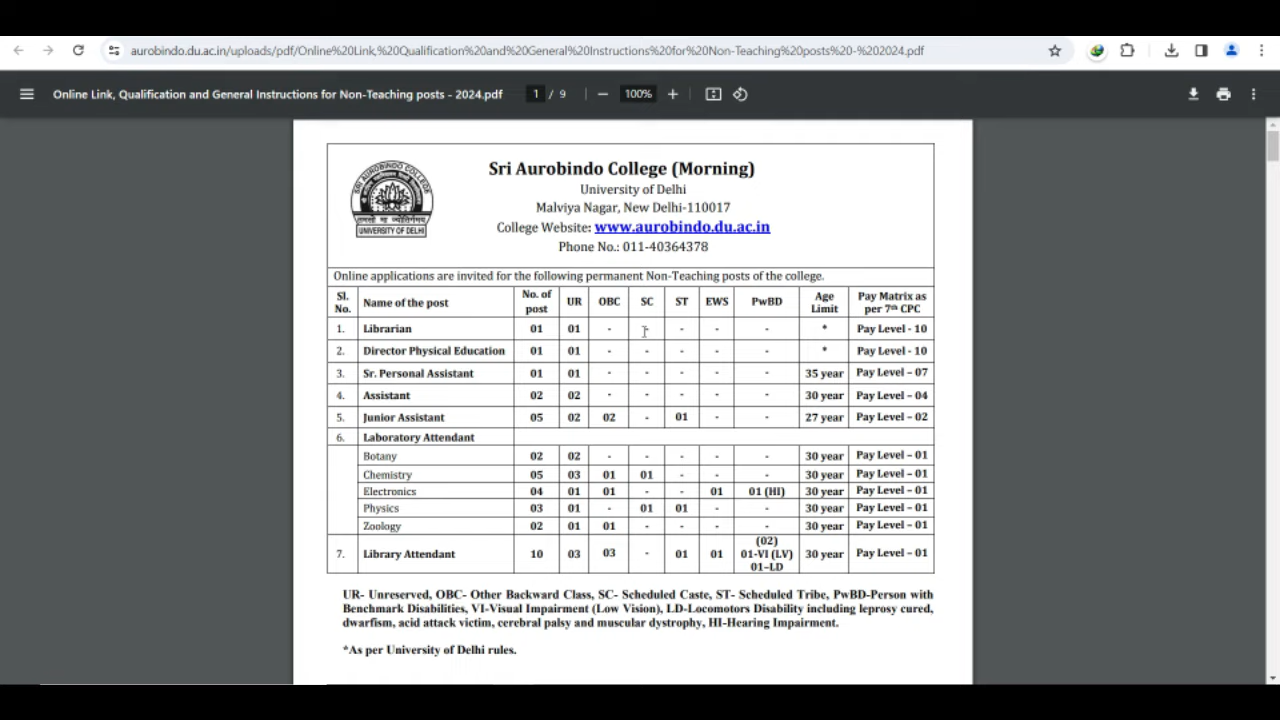 aurobindo.du.ac.in/uploads/pdf/Online%20Link,%20Qualification%20and%20General%20Instructions%20for%20Non-Teaching%20posts%20-%202024.pdf
Online Link, Qualification and General Instructions for Non-Teaching posts - 2024.pdf 1 / 9 100%
SRI AUROBINDO COLLEGE
तमसो मा ज्योतिर्गमय
UNIVERSITY OF DELHI
Sri Aurobindo College (Morning)
University of Delhi
Malviya Nagar, New Delhi-110017
College Website: www.aurobindo.du.ac.in
Phone No.: 011-40364378
Online applications are invited for the following permanent Non-Teaching posts of the college.
Sl. No. Name of the post No. of post UR OBC SC ST EWS PwBD Age Limit Pay Matrix as per 7th CPC
1. Librarian 01 01 - - - - - * Pay Level - 10
2. Director Physical Education 01 01 - - - - - * Pay Level - 10
3. Sr. Personal Assistant 01 01 - - - - - 35 year Pay Level – 07
4. Assistant 02 02 - - - - - 30 year Pay Level – 04
5. Junior Assistant 05 02 02 - 01 - - 27 year Pay Level – 02
6. Laboratory Attendant
Botany 02 02 - - - - - 30 year Pay Level – 01
Chemistry 05 03 01 01 - - - 30 year Pay Level – 01
Electronics 04 01 01 - - 01 01 (HI) 30 year Pay Level – 01
Physics 03 01 - 01 01 - - 30 year Pay Level – 01
Zoology 02 01 01 - - - - 30 year Pay Level – 01
7. Library Attendant 10 03 03 - 01 01 (02) 01-VI (LV) 01–LD 30 year Pay Level – 01
UR- Unreserved, OBC- Other Backward Class, SC- Scheduled Caste, ST- Scheduled Tribe, PwBD-Person with
Benchmark Disabilities, VI-Visual Impairment (Low Vision), LD-Locomotors Disability including leprosy cured,
dwarfism, acid attack victim, cerebral palsy and muscular dystrophy, HI-Hearing Impairment.
*As per University of Delhi rules.